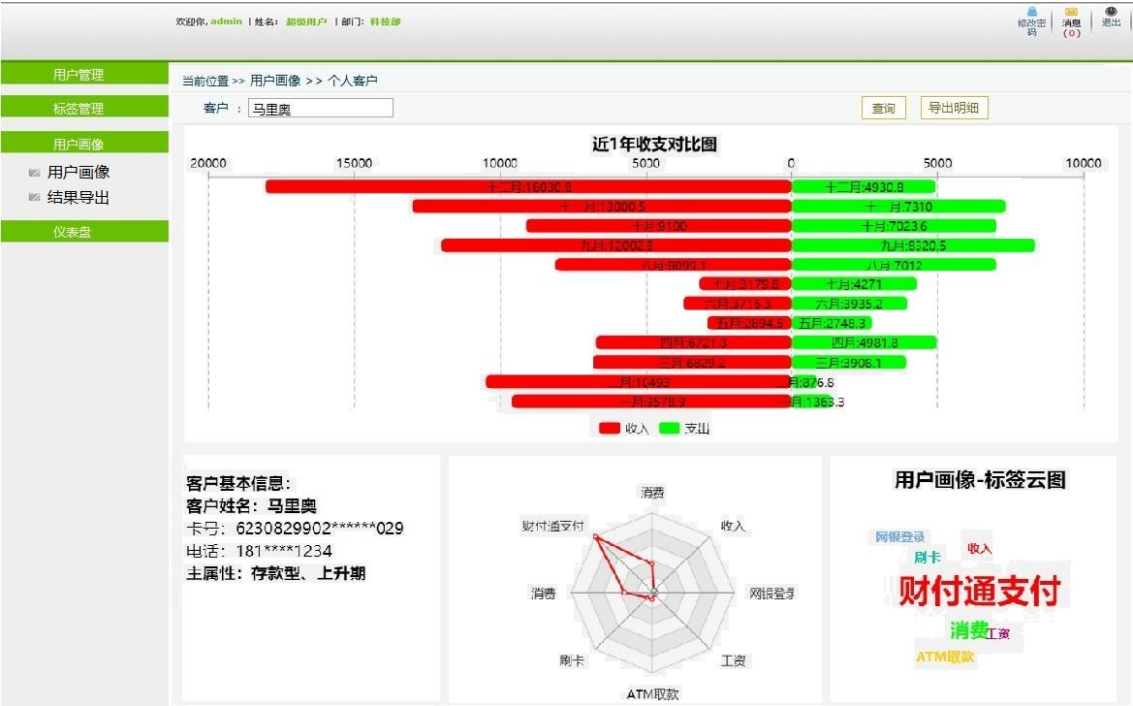 欢迎你, admin | 姓名: 超级用户 | 部门: 科技部
修改密码
消息(0)
退出
用户管理
标签管理
用户画像
用户画像
结果导出
仪表盘
当前位置 >> 用户画像 >> 个人客户
客户 : 马里奥
查询
导出明细
近1年收支对比图
20000 15000 10000 5000 0 5000 10000
十二月:18030.8 十二月:4930.8
十一月:13000.5 十一月:7310
十月:9100 十月:7023.6
九月:12002.3 九月:8320.5
八月:8099.1 八月:7012
七月:3179.8 七月:4271
六月:3715.3 六月:3935.2
五月:2894.5 五月:2748.3
四月:6721.3 四月:4981.8
三月:6829.2 三月:3908.1
二月:10493 二月:876.8
一月:9578.9 一月:1363.3
收入 支出
客户基本信息:
客户姓名: 马里奥
卡号: 6230829902******029
电话: 181****1234
主属性: 存款型、上升期
消费
财付通支付
收入
消费
网银登录
刷卡
工资
ATM取款
用户画像-标签云图
网银登录
刷卡
收入
财付通支付
消费
工资
ATM取款